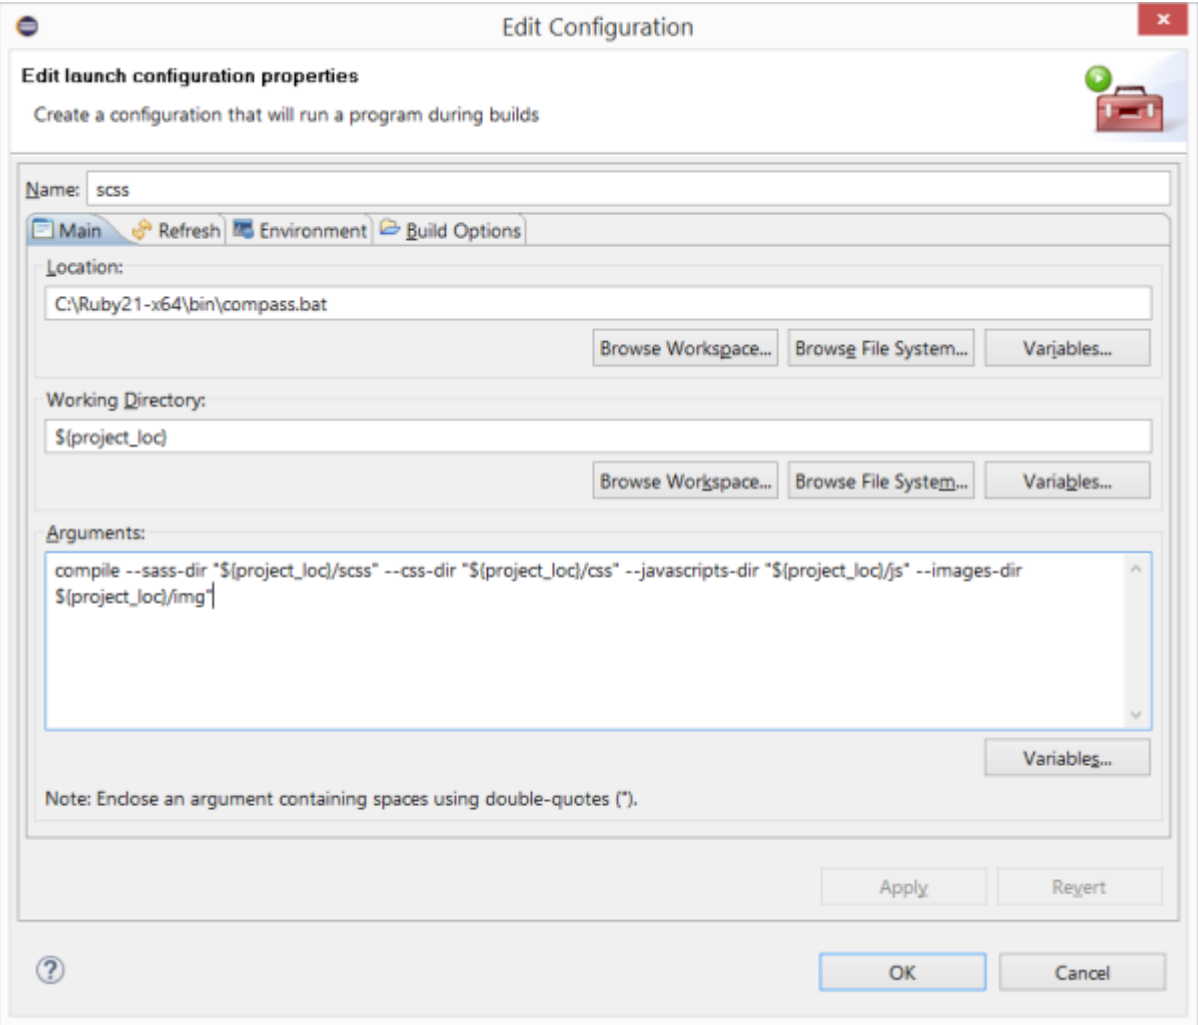 Edit Configuration
Edit launch configuration properties
Create a configuration that will run a program during builds
Name: scss
Main Refresh Environment Build Options
Location:
C:\Ruby21-x64\bin\compass.bat
Browse Workspace... Browse File System... Variables...
Working Directory:
${project_loc}
Browse Workspace... Browse File System... Variables...
Arguments:
compile --sass-dir "${project_loc}/scss" --css-dir "${project_loc}/css" --javascripts-dir "${project_loc}/js" --images-dir
${project_loc}/img"
Variables...
Note: Enclose an argument containing spaces using double-quotes (").
Apply Revert
OK Cancel